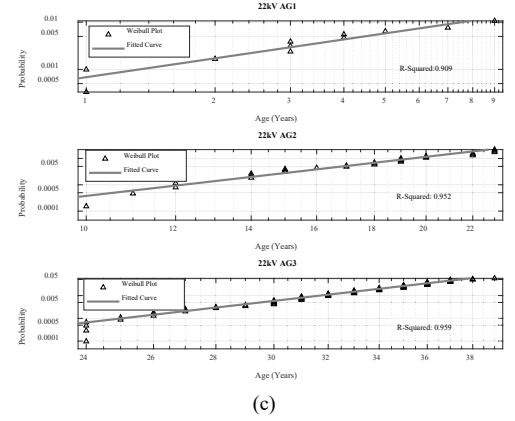 22kV AG1
0.01
0.005
0.001
0.0005
Probability
Weibull Plot
Fitted Curve
R-Squared:0.909
1 2 3 4 5 6 7 8 9
Age (Years)
22kV AG2
0.005
0.0005
0.0001
Probability
Weibull Plot
Fitted Curve
R-Squared: 0.952
10 12 14 16 18 20 22
Age (Years)
22kV AG3
0.05
0.005
0.0005
0.0001
Probability
Weibull Plot
Fitted Curve
R-Squared: 0.959
24 26 28 30 32 34 36 38
Age (Years)
(c)